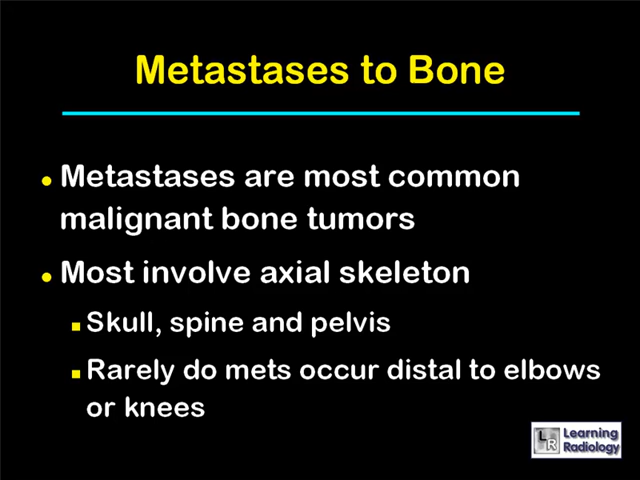 Metastases to Bone
• Metastases are most common
malignant bone tumors
• Most involve axial skeleton
▪ Skull, spine and pelvis
▪ Rarely do mets occur distal to elbows
or knees
LR Learning
Radiology